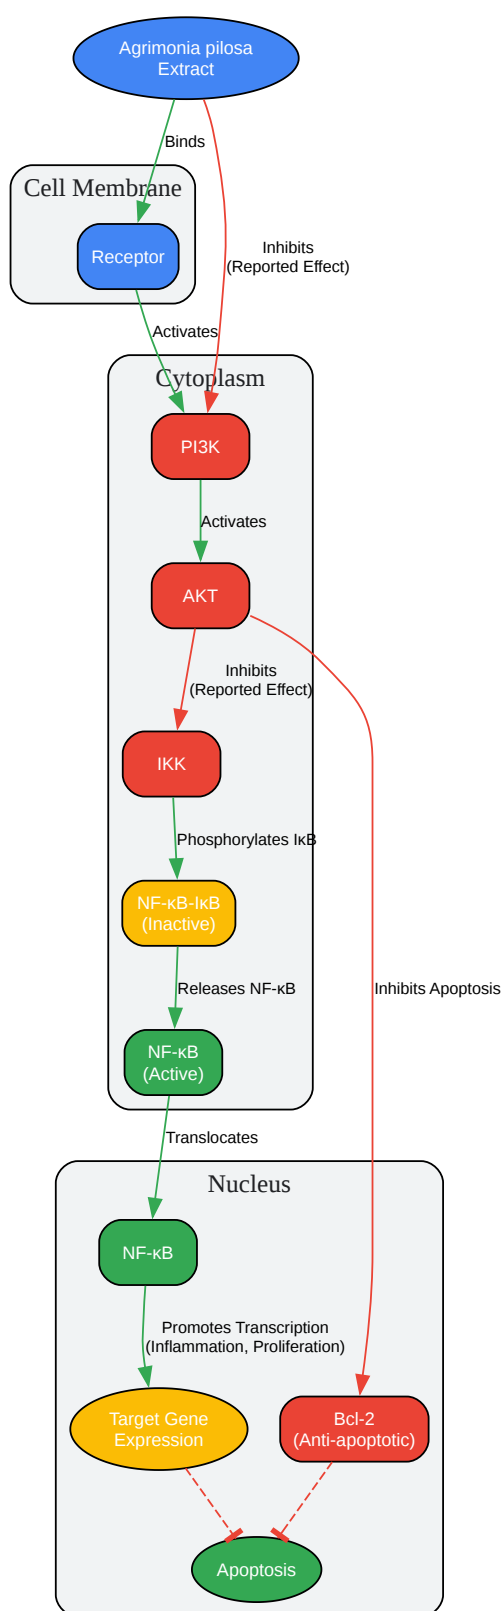 Agrimonia pilosa
Extract
Binds
Cell Membrane
Receptor
Inhibits
(Reported Effect)
Activates
Cytoplasm
PI3K
Activates
AKT
Inhibits
(Reported Effect)
IKK
Phosphorylates IκB
NF-κB-IκB
(Inactive)
Releases NF-κB
Inhibits Apoptosis
NF-κB
(Active)
Translocates
Nucleus
NF-κB
Promotes Transcription
(Inflammation, Proliferation)
Target Gene
Expression
Bcl-2
(Anti-apoptotic)
Apoptosis